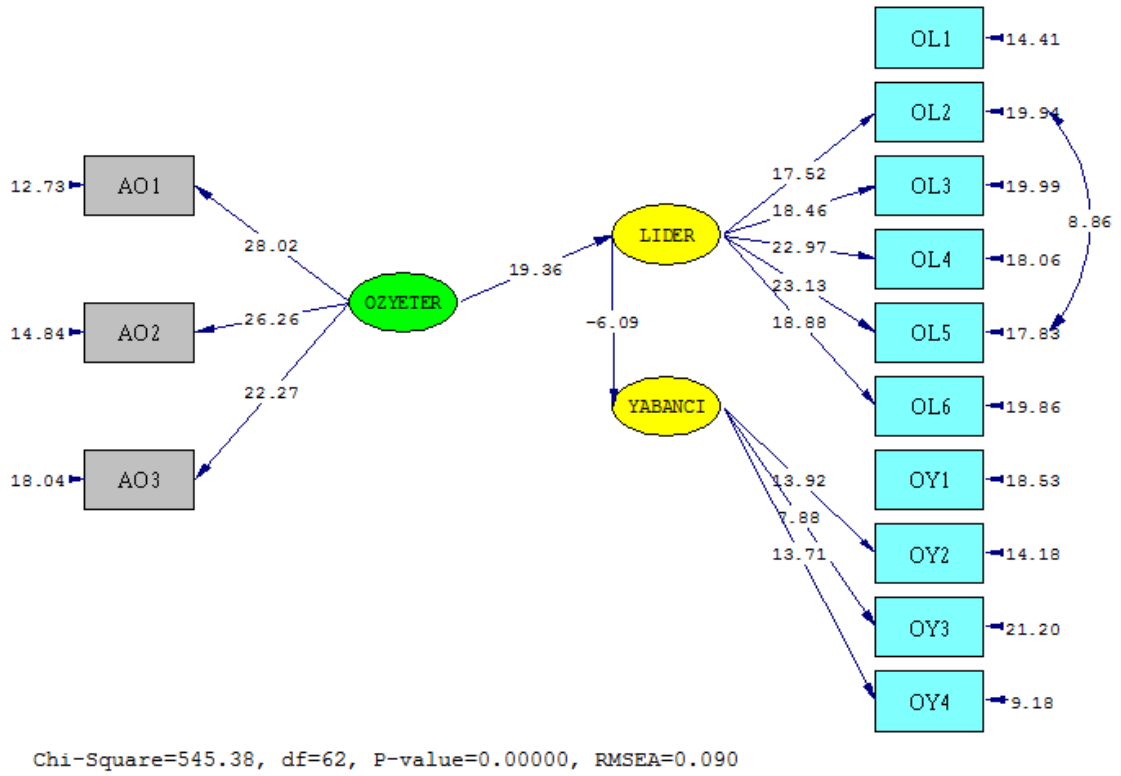 OL1 14.41
OL2 19.94
17.52
12.73 AO1
OL3 19.99
18.46
8.86
LIDER
28.02
22.97
OL4 18.06
19.36
23.13
OZYETER
26.26
18.88
14.84 AO2
-6.09
OL5 17.83
22.27
YABANCI
OL6 19.86
18.04 AO3
13.92
OY1 18.53
7.88
13.71
OY2 14.18
OY3 21.20
OY4 9.18
Chi-Square=545.38, df=62, P-value=0.00000, RMSEA=0.090